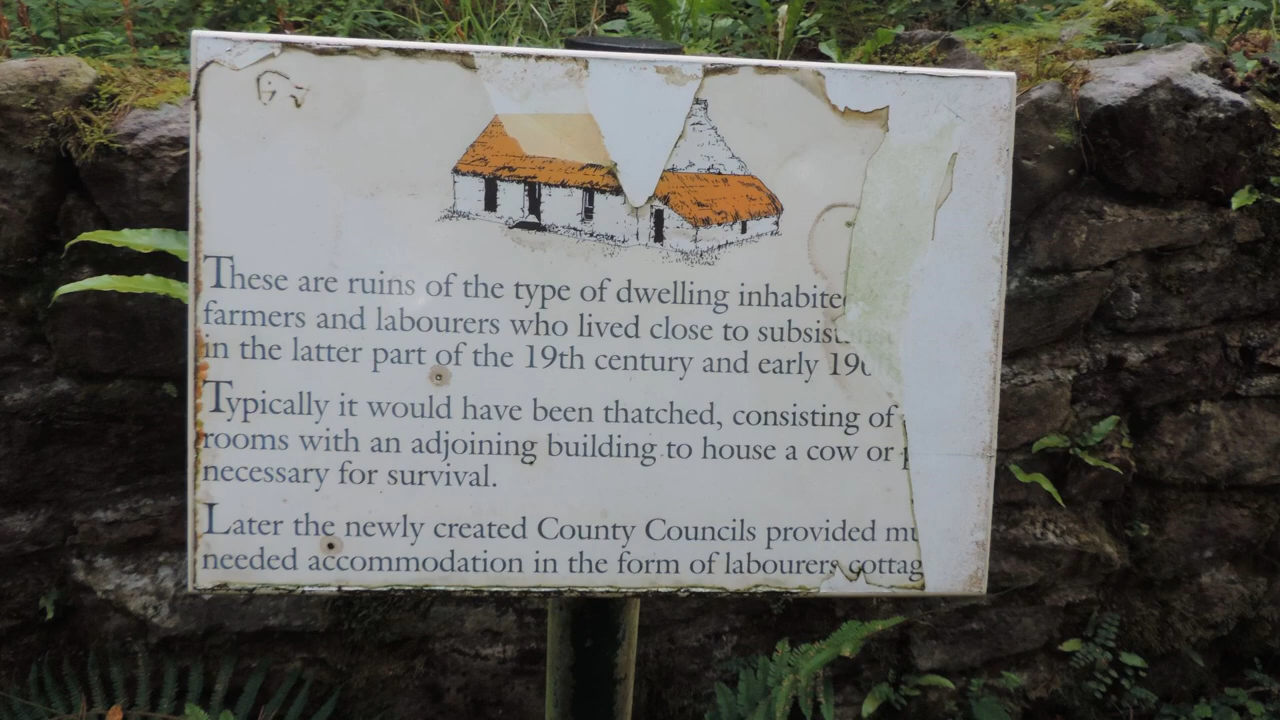 These are ruins of the type of dwelling inhabite
farmers and labourers who lived close to subsist
in the latter part of the 19th century and early 19
Typically it would have been thatched, consisting of
rooms with an adjoining building to house a cow or
necessary for survival.
Later the newly created County Councils provided mu
needed accommodation in the form of labourers cottag